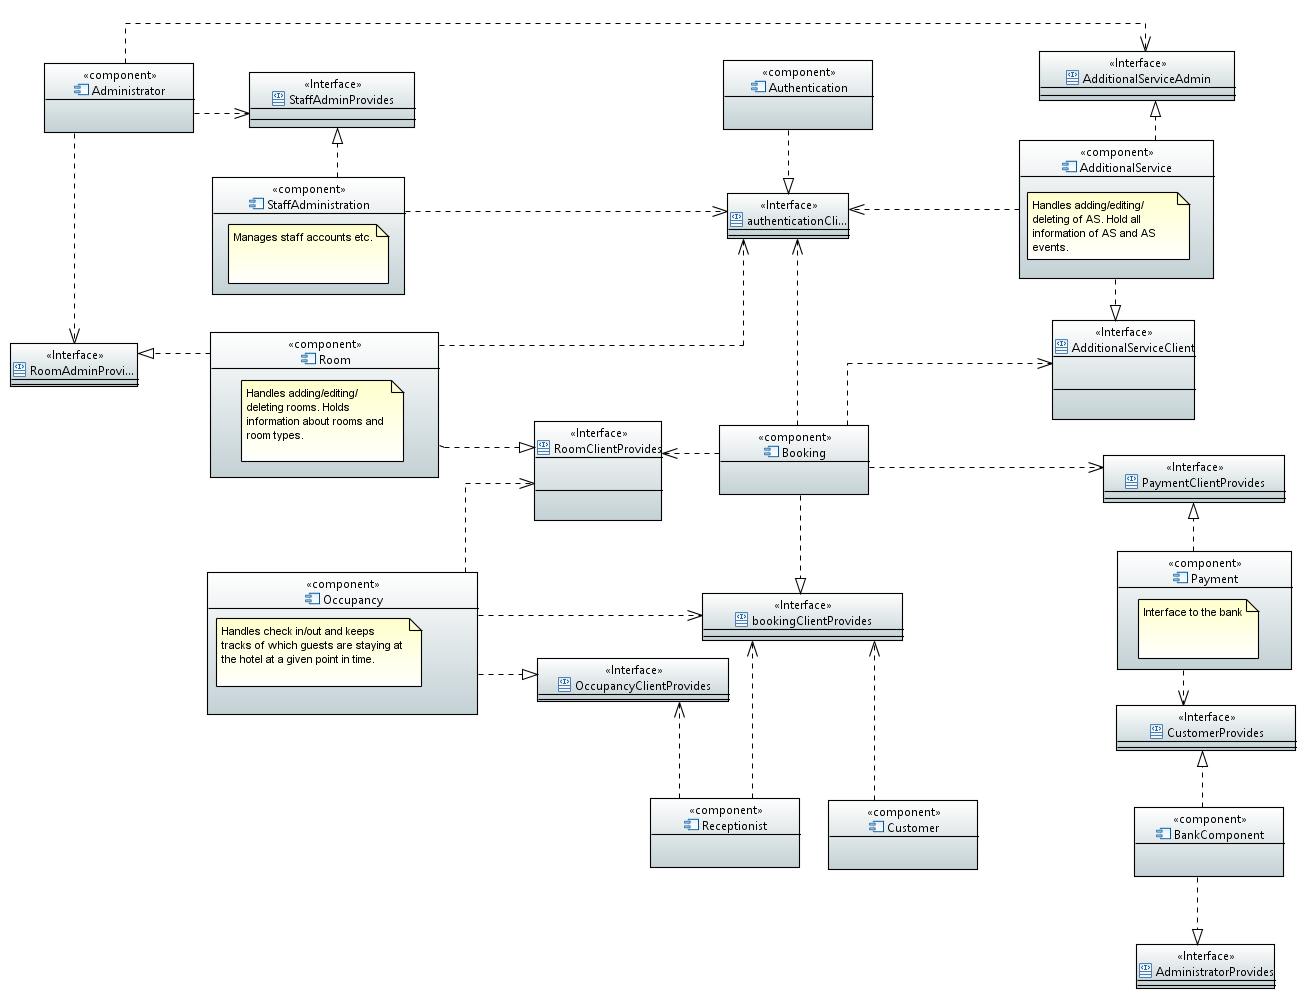 «component»
Administrator
«Interface»
StaffAdminProvides
«component»
Authentication
«Interface»
AdditionalServiceAdmin
«component»
StaffAdministration
Manages staff accounts etc.
«Interface»
authenticationCli...
«component»
AdditionalService
Handles adding/editing/
deleting of AS. Hold all
information of AS and AS
events.
«Interface»
RoomAdminProvi...
«component»
Room
Handles adding/editing/
deleting rooms. Holds
information about rooms and
room types.
«Interface»
AdditionalServiceClient
«Interface»
RoomClientProvides
«component»
Booking
«Interface»
PaymentClientProvides
«component»
Occupancy
Handles check in/out and keeps
tracks of which guests are staying at
the hotel at a given point in time.
«Interface»
bookingClientProvides
«component»
Payment
Interface to the bank
«Interface»
OccupancyClientProvides
«Interface»
CustomerProvides
«component»
Receptionist
«component»
Customer
«component»
BankComponent
«Interface»
AdministratorProvides